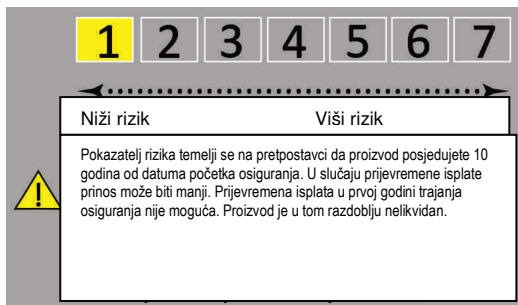 1 2 3 4 5 6 7
Niži rizik Viši rizik
Pokazatelj rizika temelji se na pretpostavci da proizvod posjedujete 10
godina od datuma početka osiguranja. U slučaju prijevremene isplate
prinos može biti manji. Prijevremena isplata u prvoj godini trajanja
osiguranja nije moguća. Proizvod je u tom razdoblju nelikvidan.